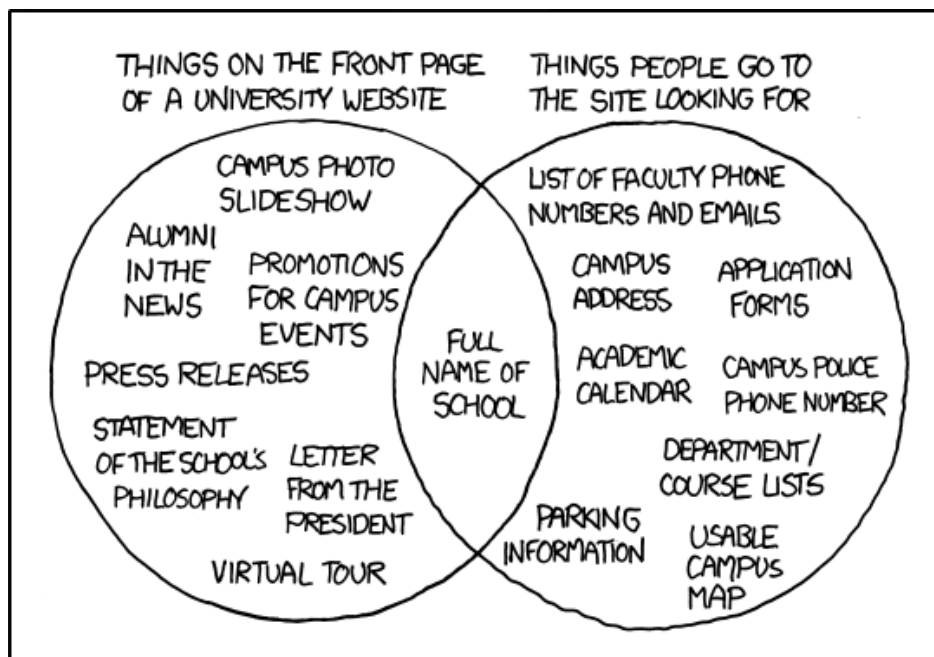 THINGS ON THE FRONT PAGE
OF A UNIVERSITY WEBSITE
THINGS PEOPLE GO TO
THE SITE LOOKING FOR
CAMPUS PHOTO
SLIDESHOW
ALUMNI
IN THE
NEWS
PROMOTIONS
FOR CAMPUS
EVENTS
PRESS RELEASES
STATEMENT
OF THE SCHOOL'S
PHILOSOPHY
LETTER
FROM THE
PRESIDENT
VIRTUAL TOUR
FULL
NAME OF
SCHOOL
LIST OF FACULTY PHONE
NUMBERS AND EMAILS
CAMPUS
ADDRESS
APPLICATION
FORMS
ACADEMIC
CALENDAR
CAMPUS POLICE
PHONE NUMBER
DEPARTMENT/
COURSE LISTS
PARKING
INFORMATION
USABLE
CAMPUS
MAP